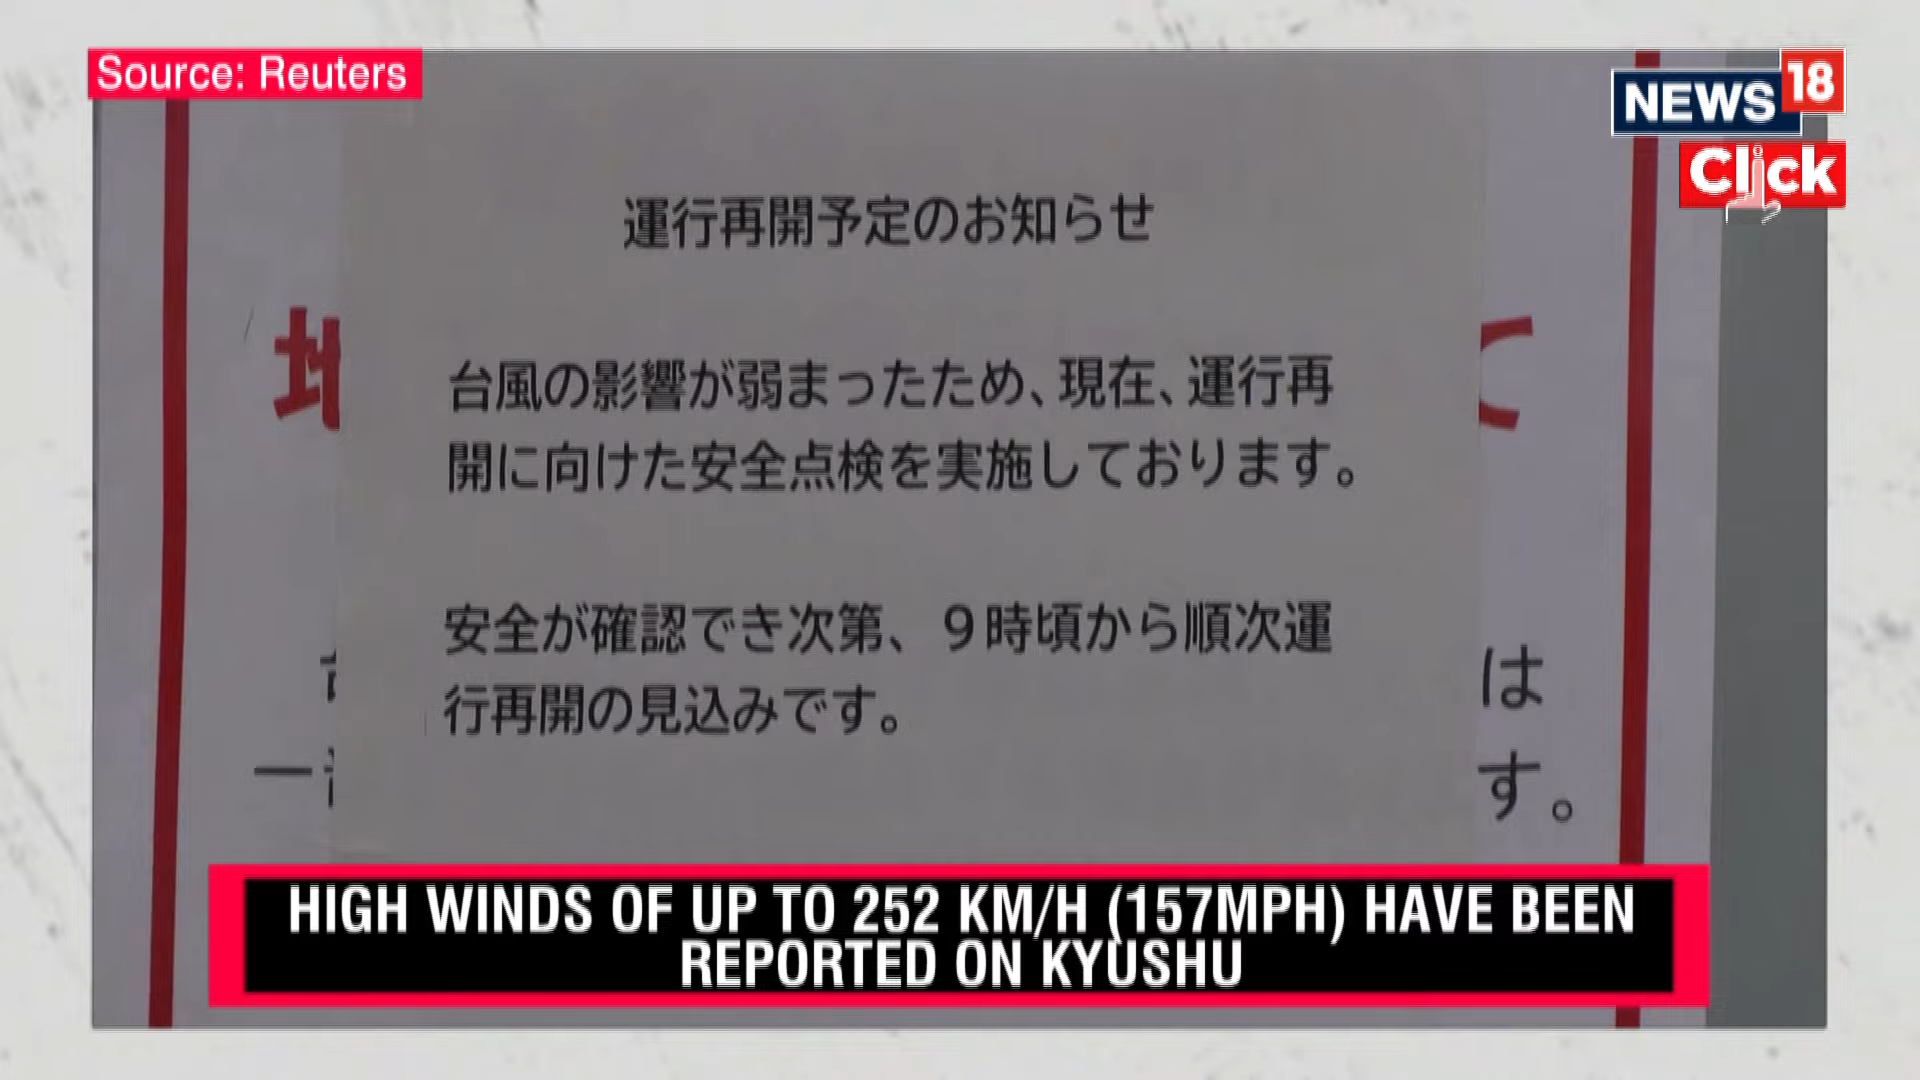 Source: Reuters
NEWS18
Click
運行再開予定のお知らせ
台風の影響が弱まったため、現在、運行再
開に向けた安全点検を実施しております。
安全が確認でき次第、９時頃から順次運
行再開の見込みです。
は
一
す。
HIGH WINDS OF UP TO 252 KM/H (157MPH) HAVE BEEN
REPORTED ON KYUSHU